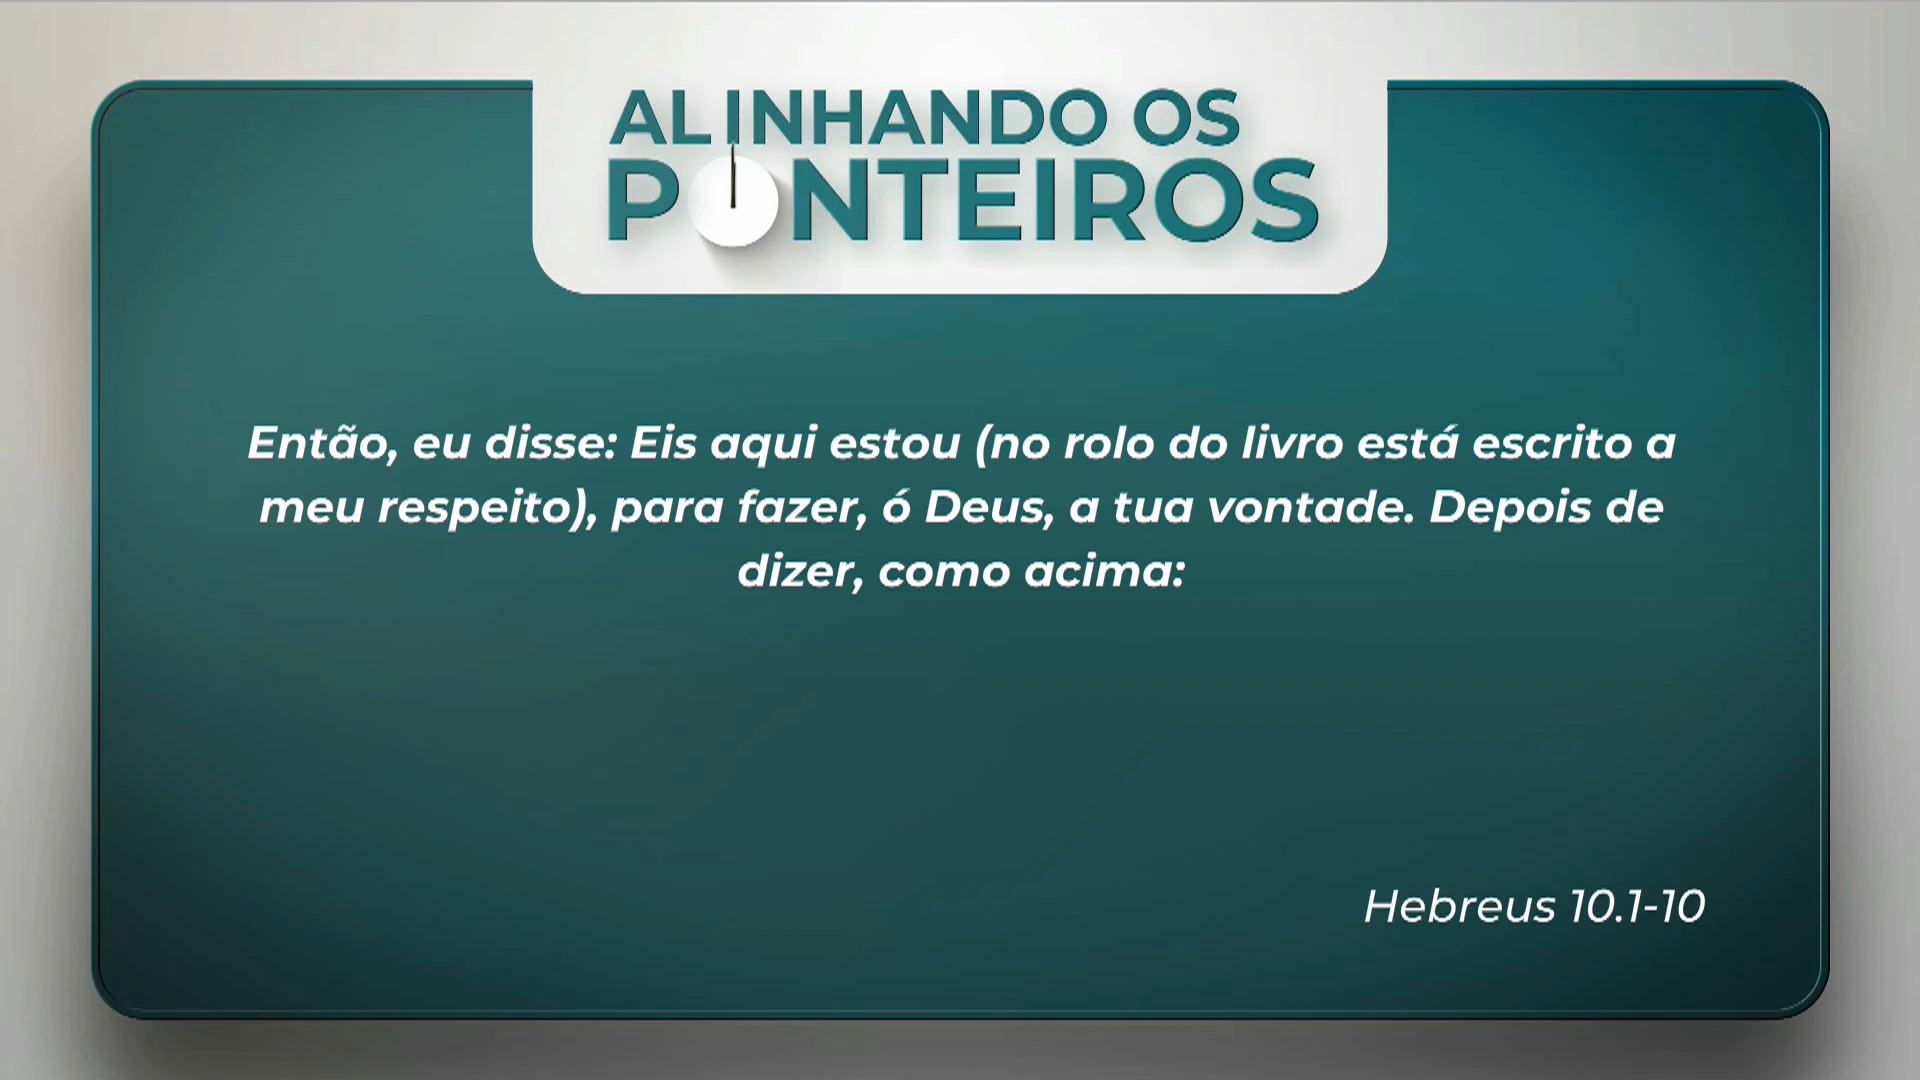 ALINHANDO OS
PONTEIROS
Então, eu disse: Eis aqui estou (no rolo do livro está escrito a
meu respeito), para fazer, ó Deus, a tua vontade. Depois de
dizer, como acima:
Hebreus 10.1-10